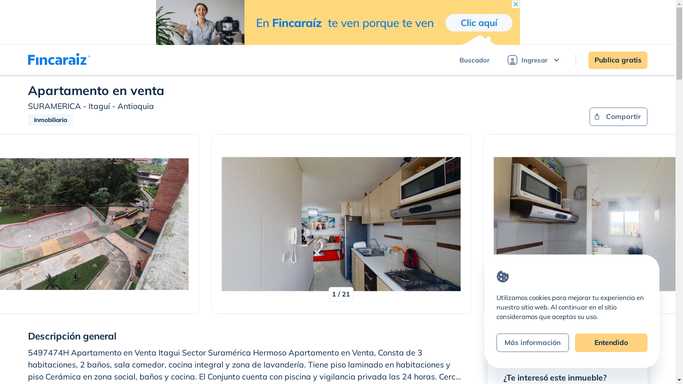 En Fincaraíz te ven porque te ven
Clic aquí
Fincaraiz
Buscador
Ingresar
Publica gratis
Apartamento en venta
SURAMERICA - Itagui - Antioquia
Inmobiliaria
Compartir
1 / 21
Utilizamos cookies para mejorar tu experiencia en
nuestro sitio web. Al continuar en el sitio
consideramos que aceptas su uso.
Más información
Entendido
Descripción general
5497474H Apartamento en Venta Itagui Sector Suramérica Hermoso Apartamento en Venta, Consta de 3
habitaciones, 2 baños, sala comedor, cocina integral y zona de lavandería. Tiene piso laminado en habitaciones y
piso Cerámica en zona social, baños y cocina. El Conjunto cuenta con piscina y vigilancia privada las 24 horas. Cerc...
¿Te interesó este inmueble?